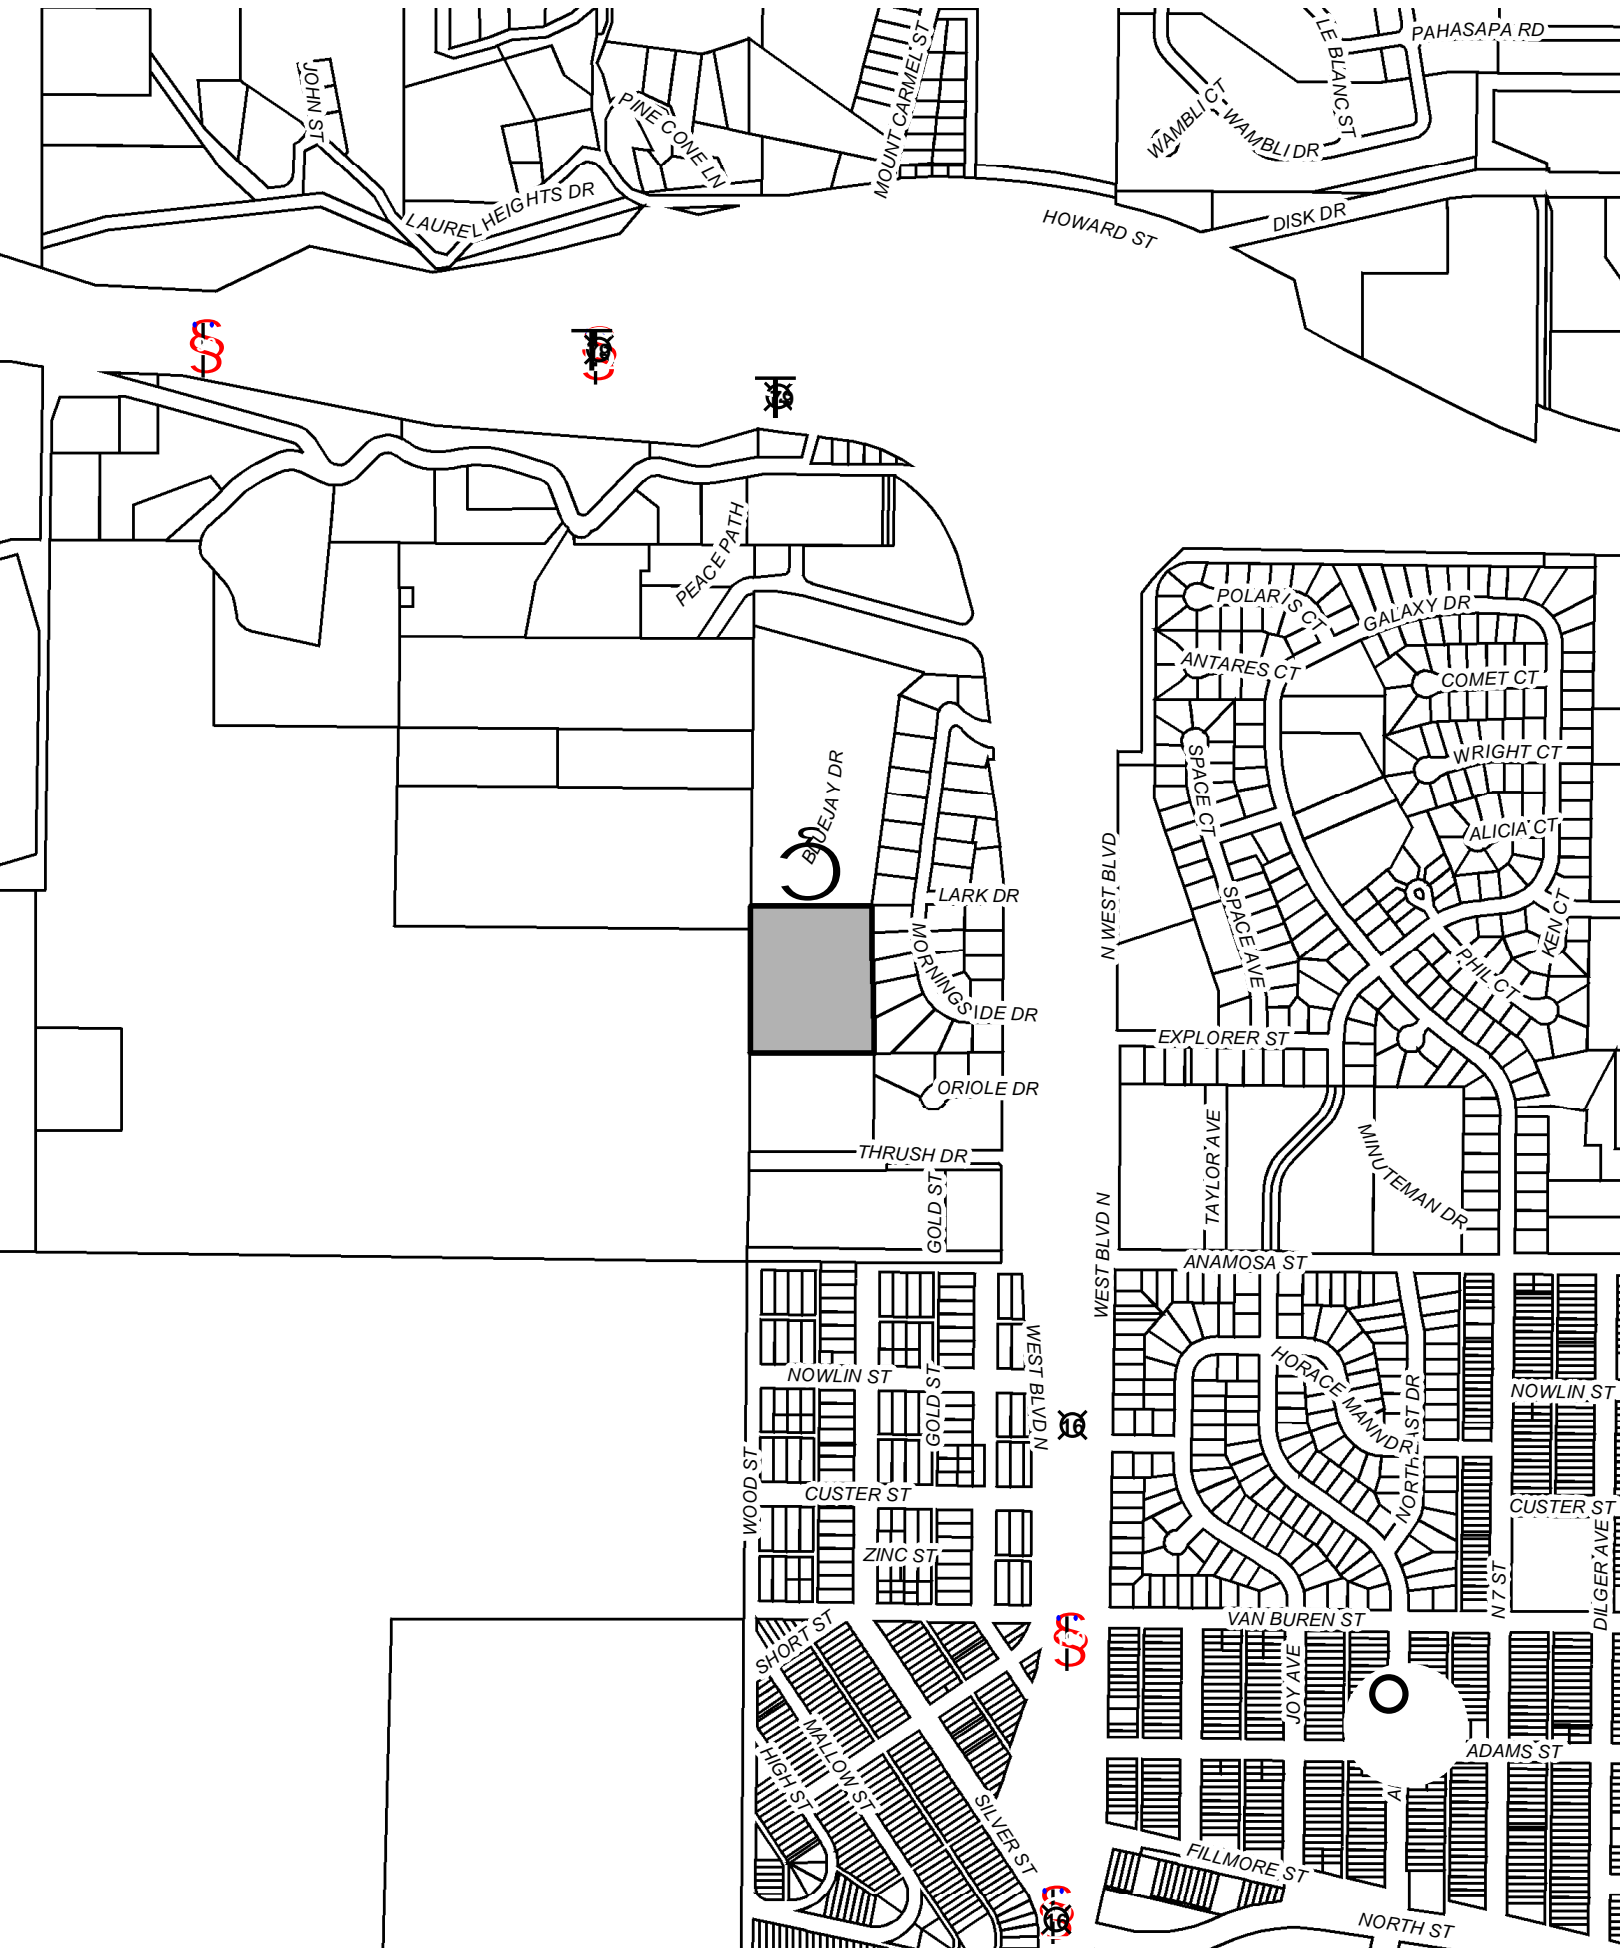 PAHASAPA RD
LE BLANC ST
JOHN ST
MOUNT CARMEL ST
PINE CONE LN
WAMBLI CT
WAMBLI DR
LAUREL HEIGHTS DR
HOWARD ST
DISK DR
79
PEACE PATH
POLARIS CT
GALAXY DR
ANTARES CT
COMET CT
SPACE CT
WRIGHT CT
BLUEJAY DR
ALICIA CT
N WEST BLVD
LARK DR
SPACE AVE
KEN CT
MORNINGSIDE DR
PHIL CT
EXPLORER ST
ORIOLE DR
TAYLOR AVE
MINUTEMAN DR
THRUSH DR
GOLD ST
WEST BLVD N
ANAMOSA ST
WEST BLVD N
NOWLIN ST
GOLD ST
HORACE MANN DR
NOWLIN ST
16
WOOD ST
CUSTER ST
CUSTER ST
ZINC ST
N 7 ST
DILGER AVE
SHORT ST
VAN BUREN ST
JOY AVE
MALLOW ST
HIGH ST
ADAMS ST
SILVER ST
FILLMORE ST
16
NORTH ST